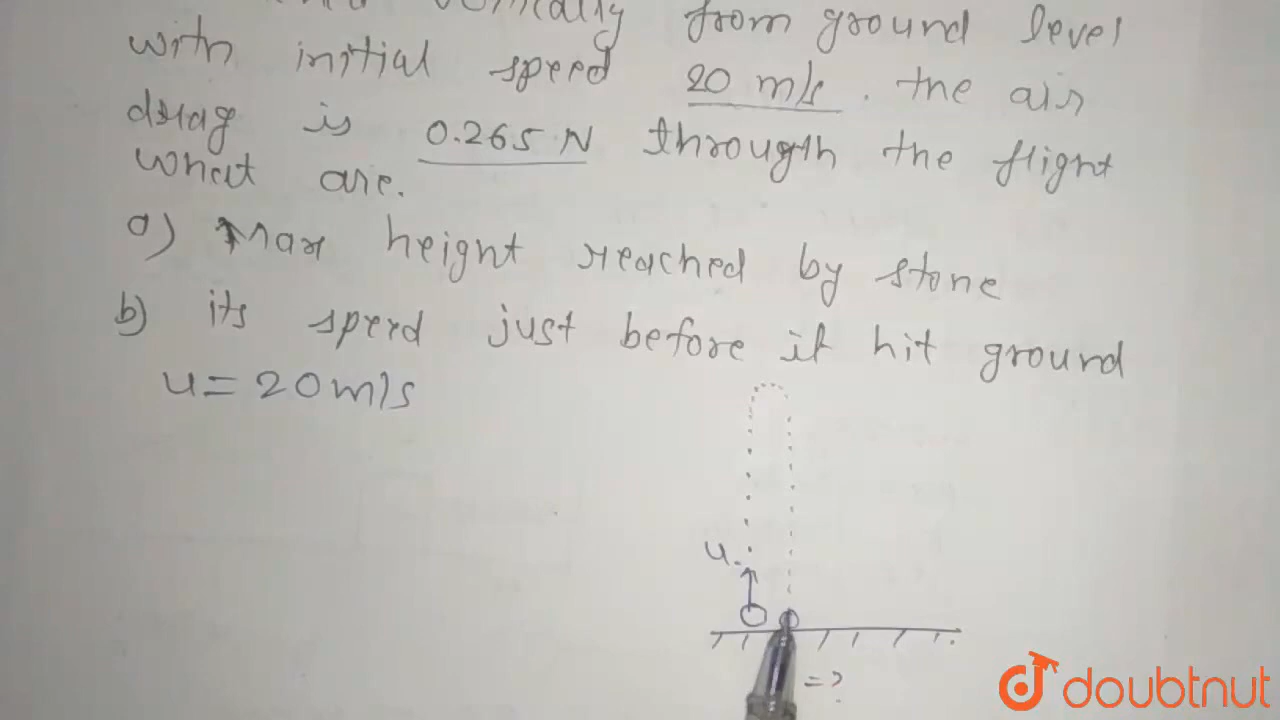 vertically from ground level
with initial speed 20 m/s . the air
drag is 0.265 N through the flight
what are.
a) Max height reached by stone
b) its speed just before it hit ground
u = 20 m/s
u
= ?
doubtnut